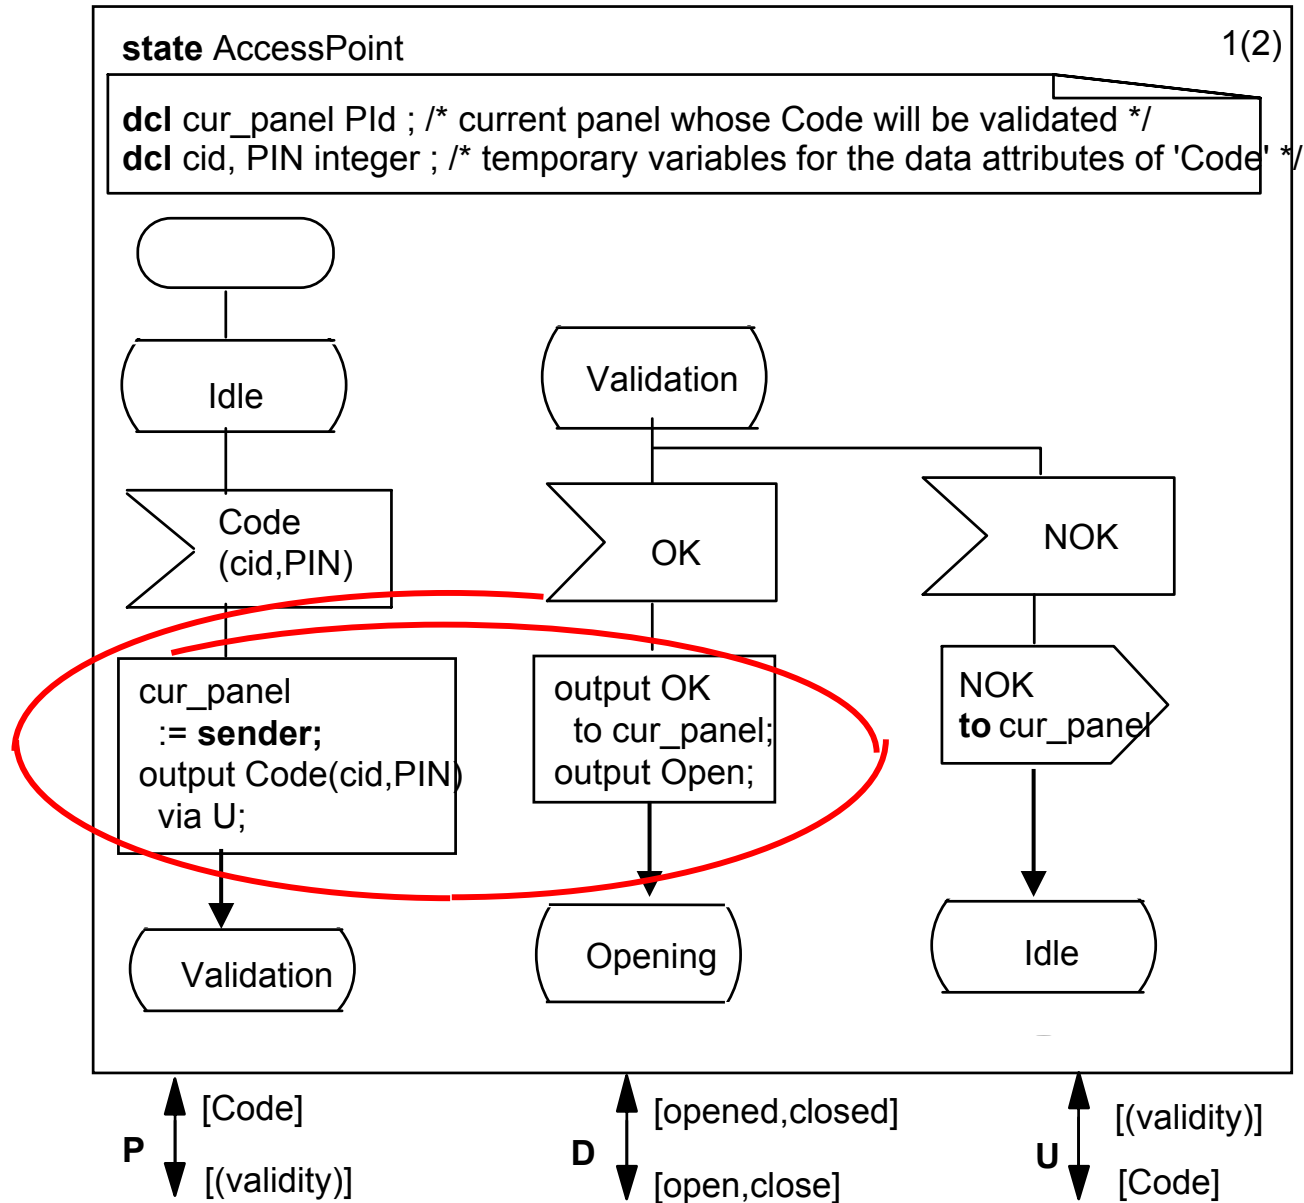 state AccessPoint
1(2)
dcl cur_panel PId ; /* current panel whose Code will be validated */
dcl cid, PIN integer ; /* temporary variables for the data attributes of 'Code' */
Idle
Code
(cid,PIN)
cur_panel
:= sender;
output Code(cid,PIN)
via U;
Validation
Validation
OK
output OK
to cur_panel;
output Open;
Opening
NOK
NOK
to cur_panel
Idle
P
[Code]
[(validity)]
D
[opened,closed]
[open,close]
U
[(validity)]
[Code]